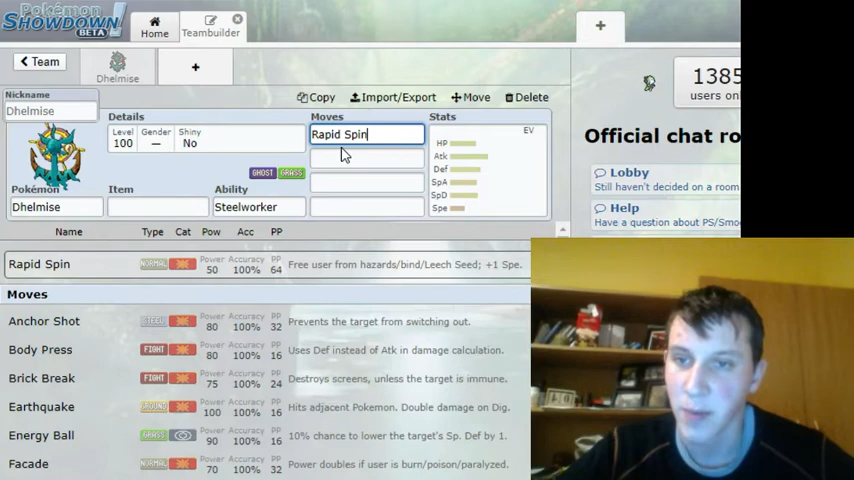 Pokémon
SHOWDOWN!
BETA
Home
Teambuilder
+
< Team
Dhelmise
+
1385
users onl
Copy Import/Export Move Delete
Nickname
Dhelmise
Details
Level Gender Shiny
100 — No
GHOST GRASS
Pokémon Item Ability
Dhelmise Steelworker
Moves
Rapid Spin
Stats
EV
HP
Atk
Def
SpA
SpD
Spe
Official chat ro
Lobby
Still haven't decided on a room
Help
Have a question about PS/Smo
Name Type Cat Pow Acc PP
Rapid Spin NORMAL Power 50 Accuracy 100% PP 64 Free user from hazards/bind/Leech Seed; +1 Spe.
Moves
Anchor Shot STEEL Power 80 Accuracy 100% PP 32 Prevents the target from switching out.
Body Press FIGHT Power 80 Accuracy 100% PP 16 Uses Def instead of Atk in damage calculation.
Brick Break FIGHT Power 75 Accuracy 100% PP 24 Destroys screens, unless the target is immune.
Earthquake GROUND Power 100 Accuracy 100% PP 16 Hits adjacent Pokemon. Double damage on Dig.
Energy Ball GRASS Power 90 Accuracy 100% PP 16 10% chance to lower the target's Sp. Def by 1.
Facade NORMAL Power 70 Accuracy 100% PP 32 Power doubles if user is burn/poison/paralyzed.